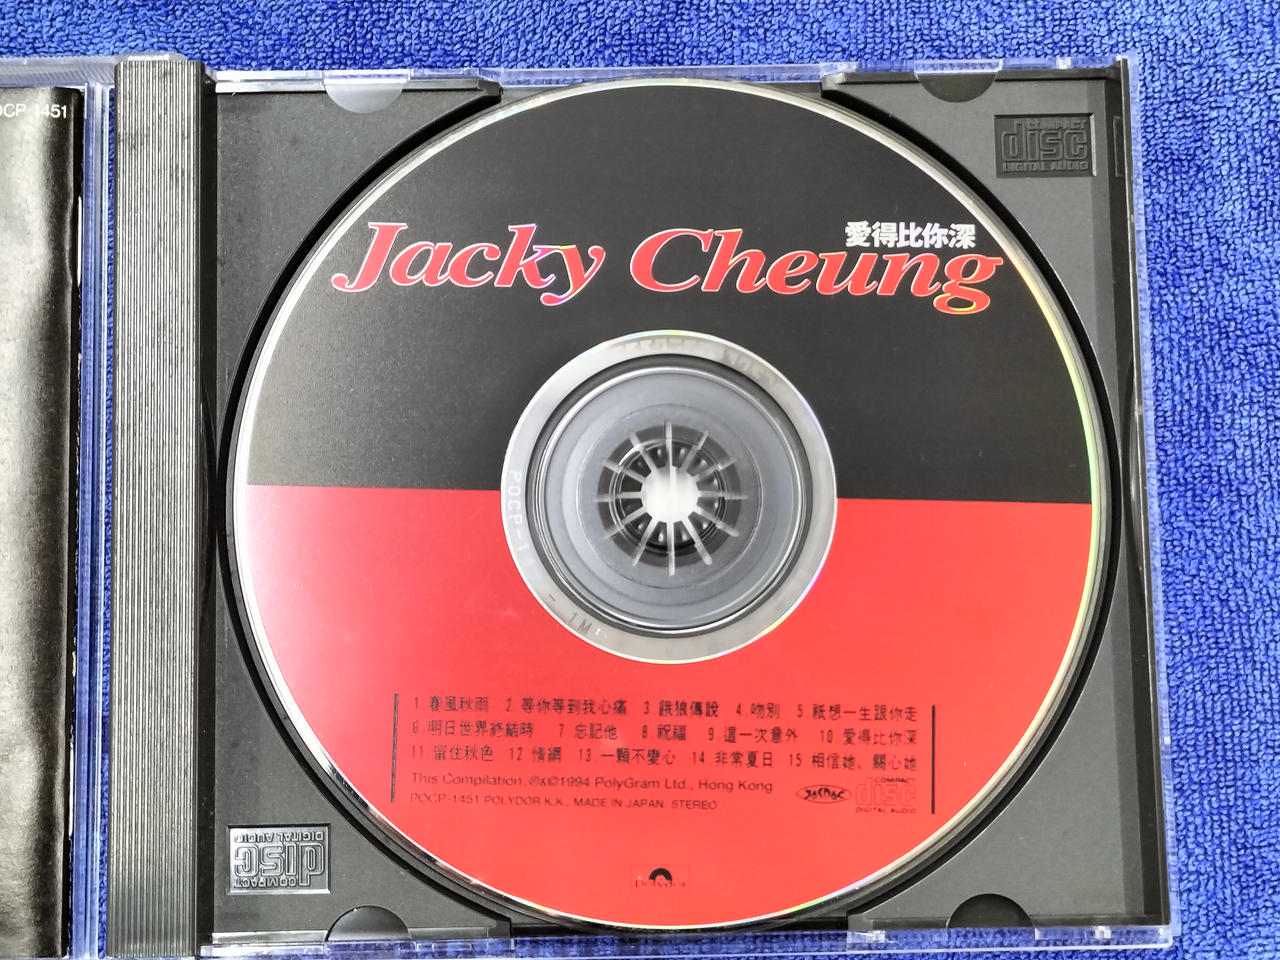 OCP-1451
COMPACT
disc
DIGITAL AUDIO
愛得比你深
Jacky Cheung
POCP-1
- 1M1
1.春風秋雨 2 等你等到我心痛 3.餓狼傳說 4.吻別 5.祇想一生跟你走
6.明日世界終結時 7.忘記他 8.祝福 9.這一次意外 10 愛得比你深
11.留住秋色 12 情網 13.一顆不變心 14 非常夏日 15 相信她、關心她
This Compilation: ℗&©1994 PolyGram Ltd., Hong Kong
POCP-1451 POLYDOR K.K., MADE IN JAPAN STEREO
JASRAC
COMPACT
disc
DIGITAL AUDIO
COMPACT
disc
DIGITAL AUDIO
Polydor